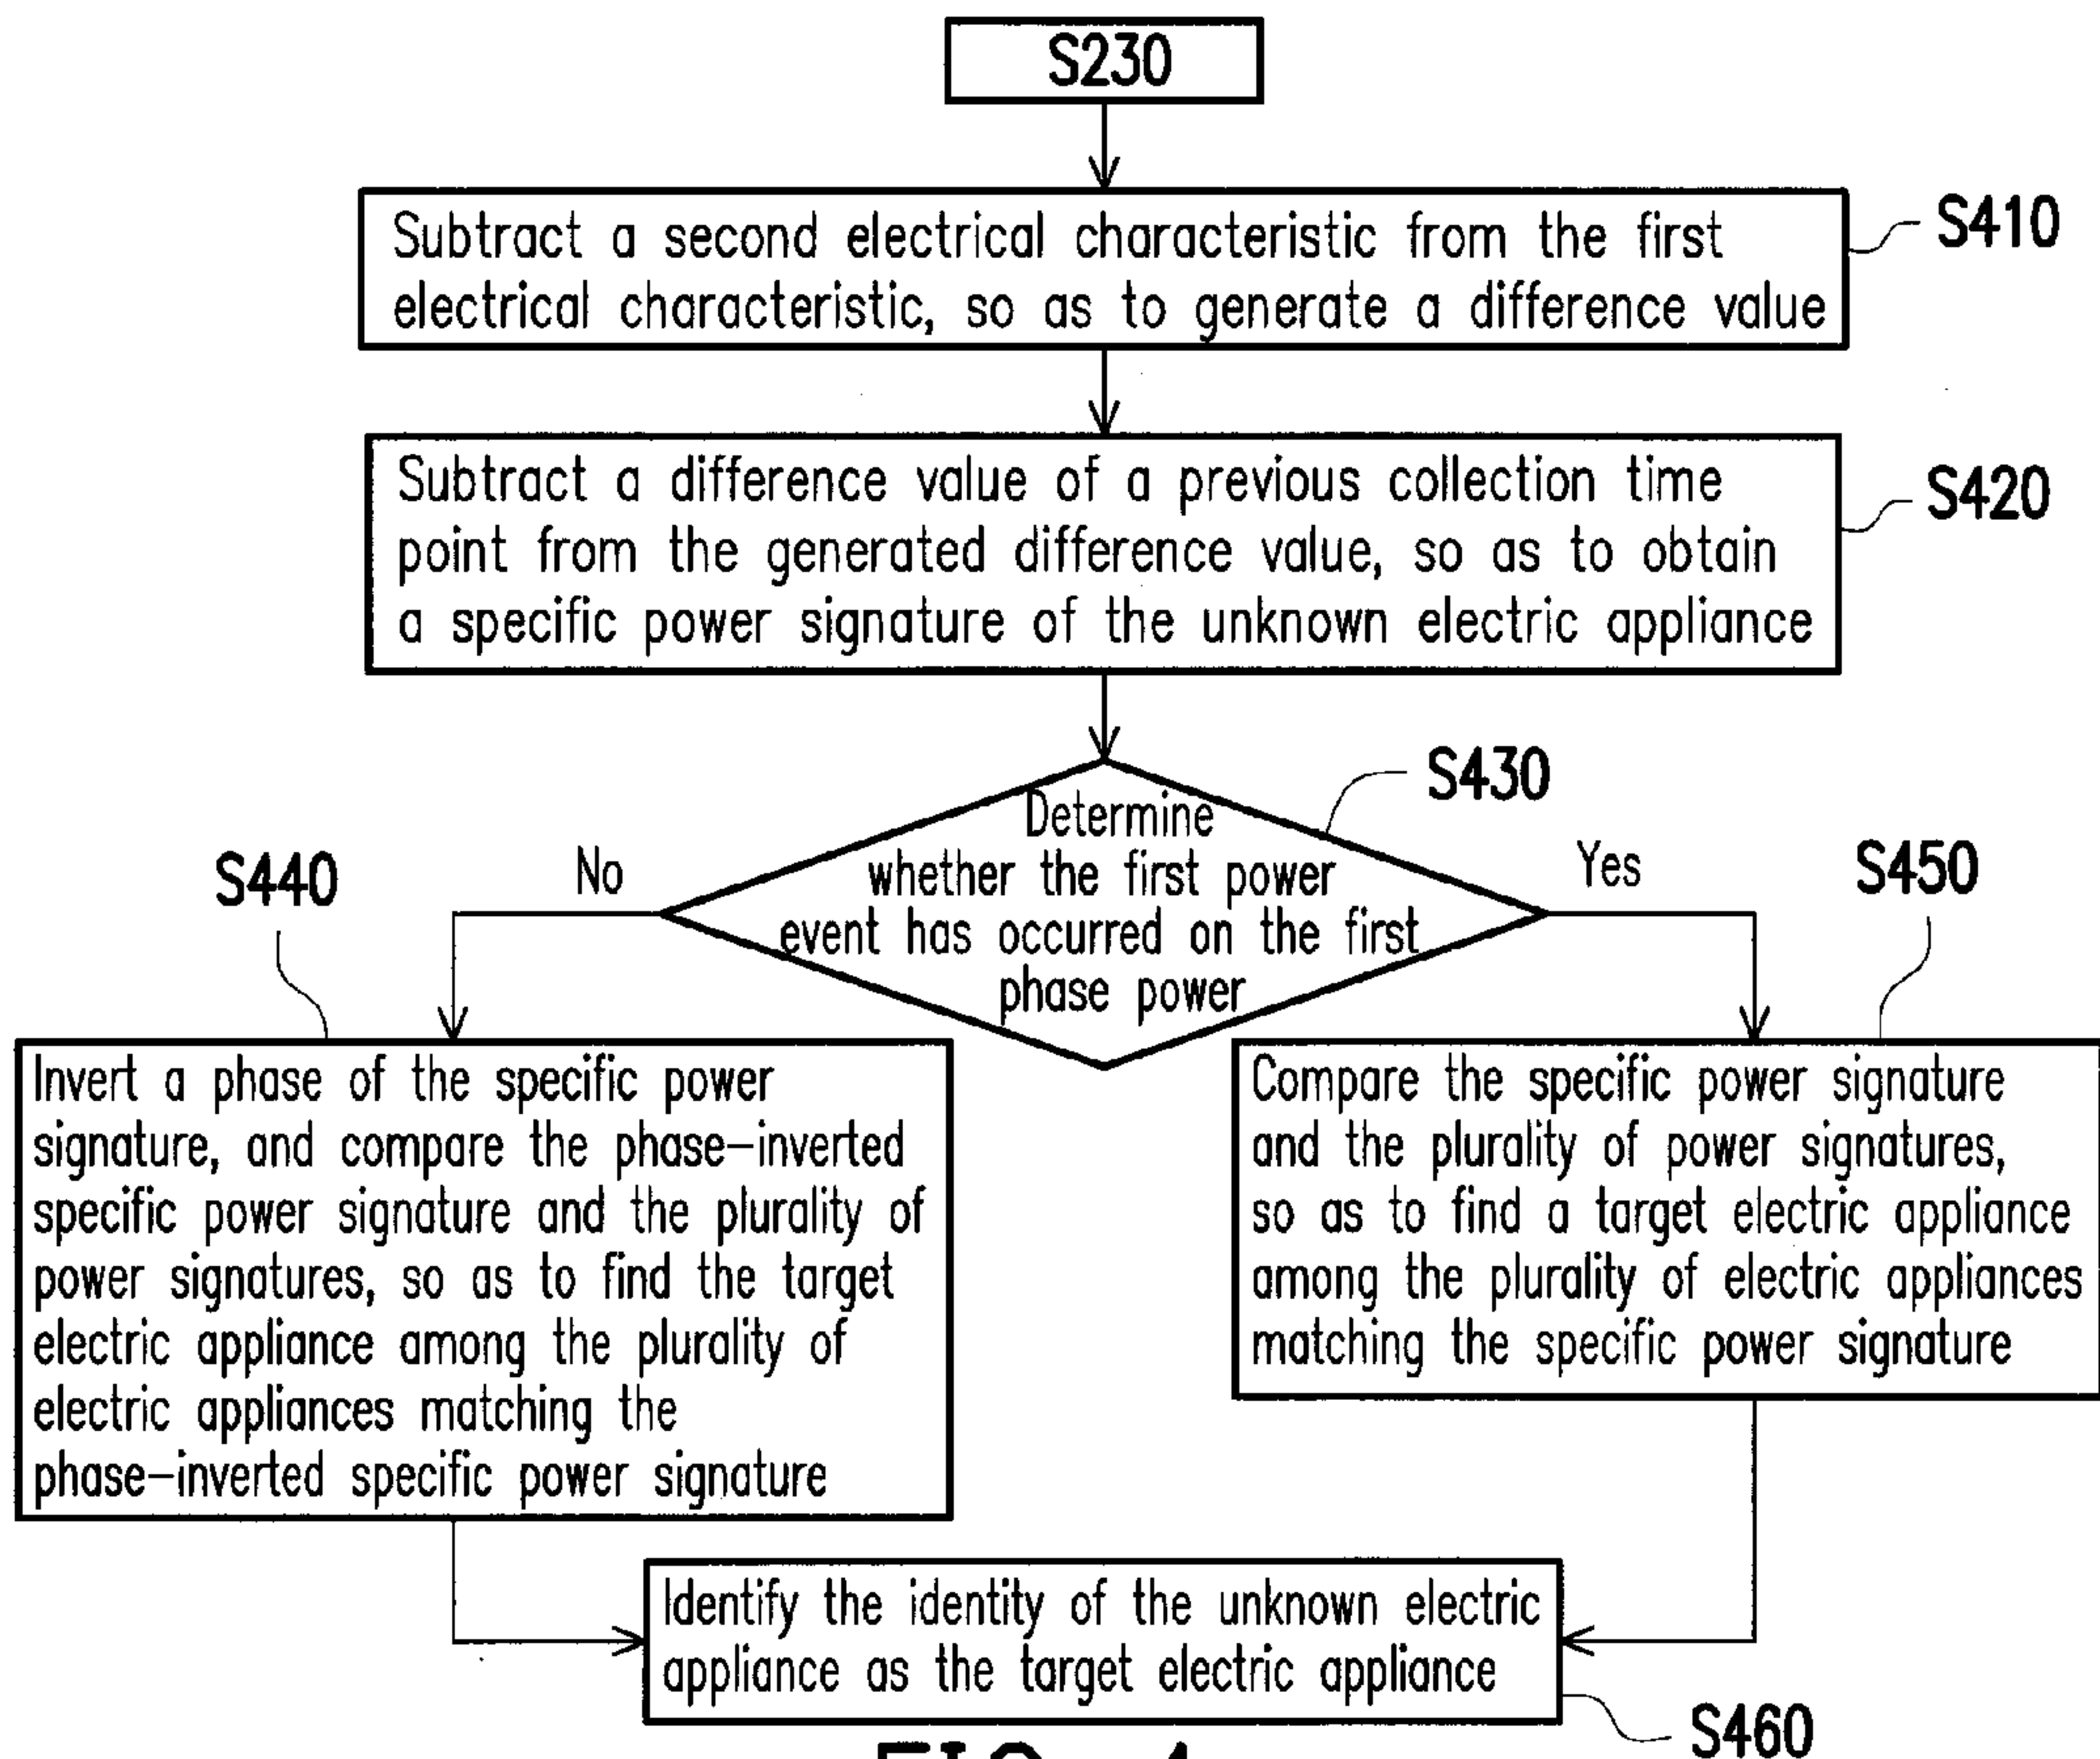 S230
Subtract a second electrical characteristic from the first
electrical characteristic, so as to generate a difference value
S410
Subtract a difference value of a previous collection time
point from the generated difference value, so as to obtain
a specific power signature of the unknown electric appliance
S420
Determine
whether the first power
event has occurred on the first
phase power
S430
No
Yes
S440
Invert a phase of the specific power
signature, and compare the phase-inverted
specific power signature and the plurality of
power signatures, so as to find the target
electric appliance among the plurality of
electric appliances matching the
phase-inverted specific power signature
S450
Compare the specific power signature
and the plurality of power signatures,
so as to find a target electric appliance
among the plurality of electric appliances
matching the specific power signature
Identify the identity of the unknown electric
appliance as the target electric appliance
S460